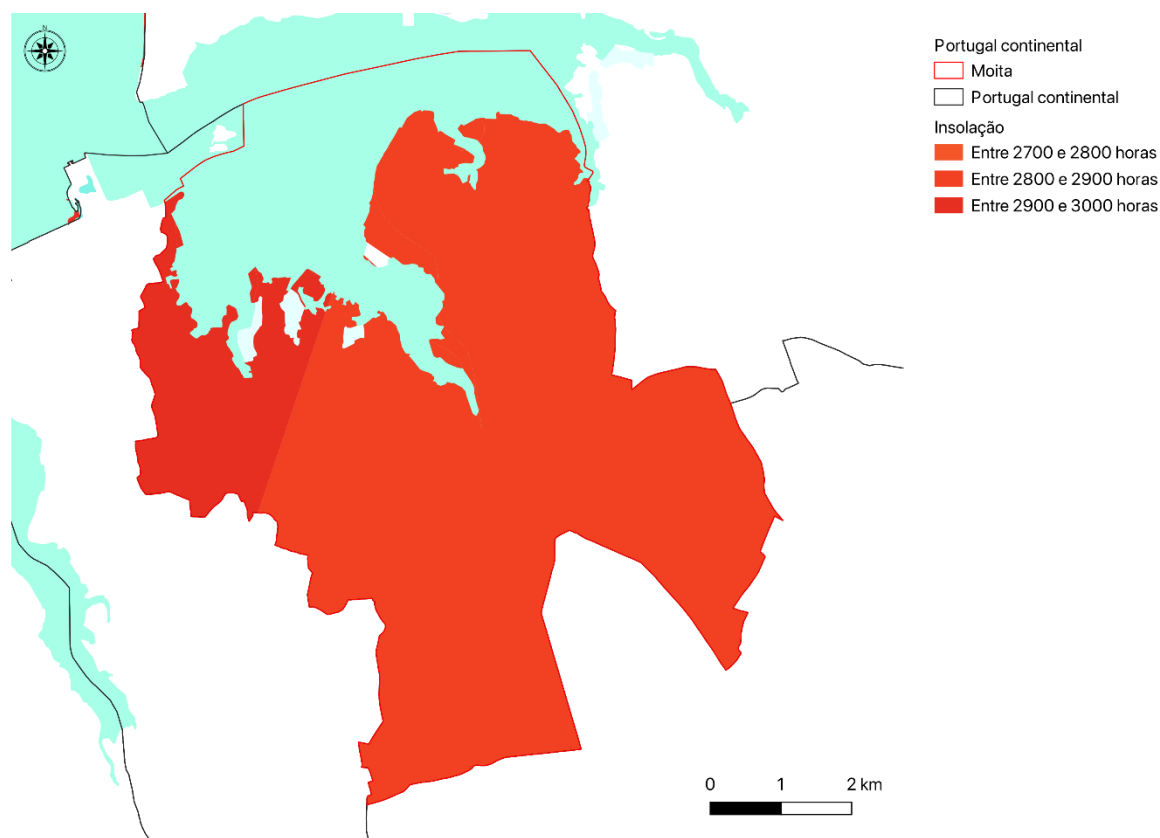 N
Portugal continental
Moita
Portugal continental
Insolação
Entre 2700 e 2800 horas
Entre 2800 e 2900 horas
Entre 2900 e 3000 horas
0 1 2 km